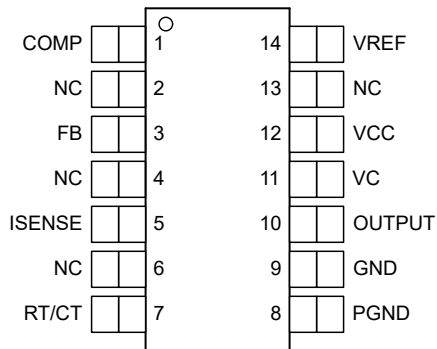 COMP 1 14 VREF
NC 2 13 NC
FB 3 12 VCC
NC 4 11 VC
ISENSE 5 10 OUTPUT
NC 6 9 GND
RT/CT 7 8 PGND